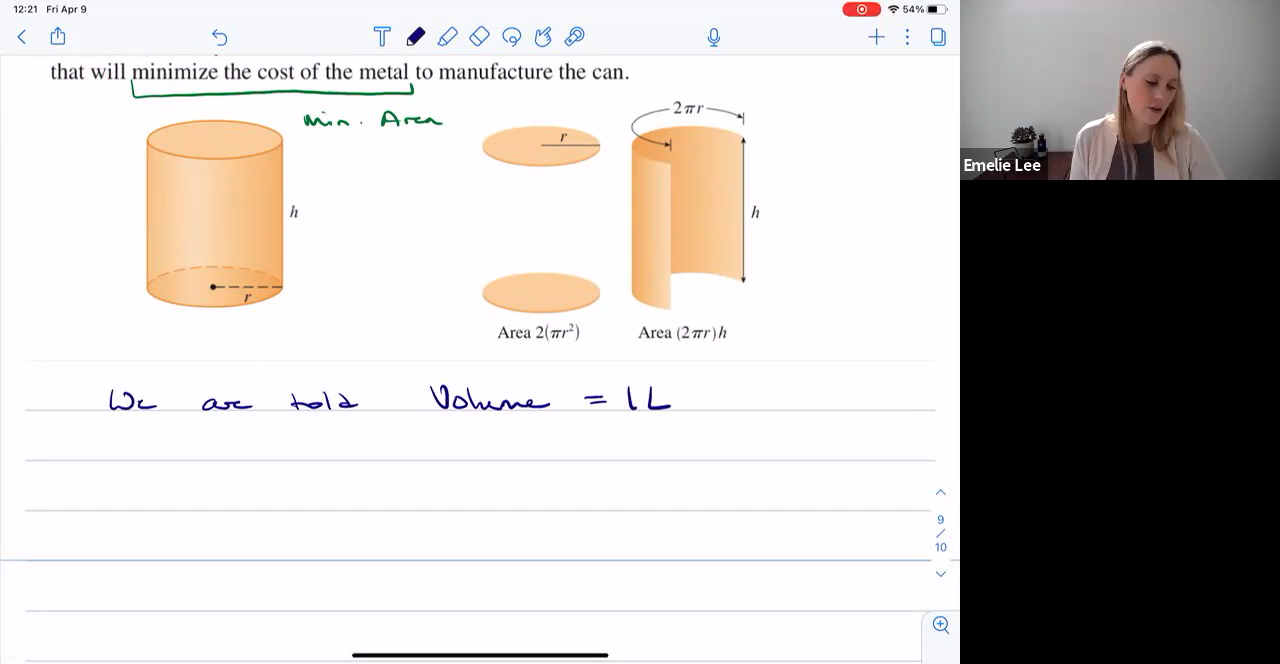 12:21 Fri Apr 9
54%
that will minimize the cost of the metal to manufacture the can.
min. Area
r
2πr
h
h
r
Area 2(πr²)
Area (2πr)h
We are told Volume = 1L
9
/
10
Emelie Lee